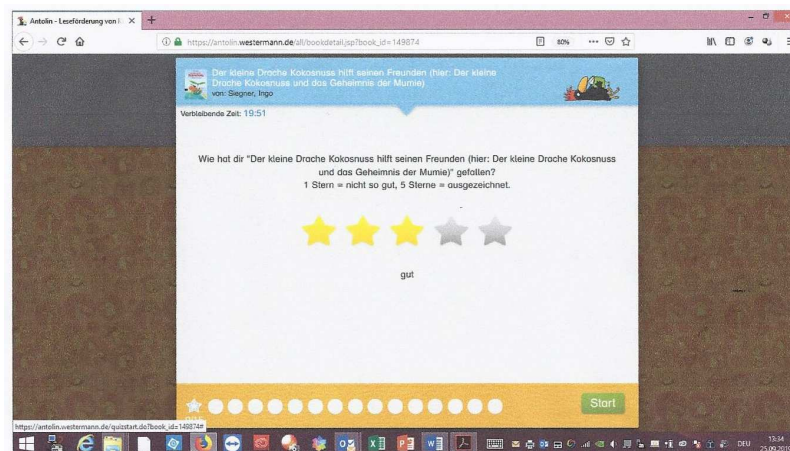 Antolin - Leseförderung von
https://antolin.westermann.de/all/bookdetail.jsp?book_id=149874
80%
Der kleine Drache Kokosnuss hilft seinen Freunden (hier: Der kleine
Drache Kokosnuss und das Geheimnis der Mumie)
von: Siegner, Ingo
Verbleibende Zeit: 19:51
Wie hat dir "Der kleine Drache Kokosnuss hilft seinen Freunden (hier: Der kleine Drache Kokosnuss
und das Geheimnis der Mumie)" gefallen?
1 Stern = nicht so gut, 5 Sterne = ausgezeichnet.
gut
Start
https://antolin.westermann.de/quizstart.do?book_id=149874#
DEU
13:34
25.09.2019